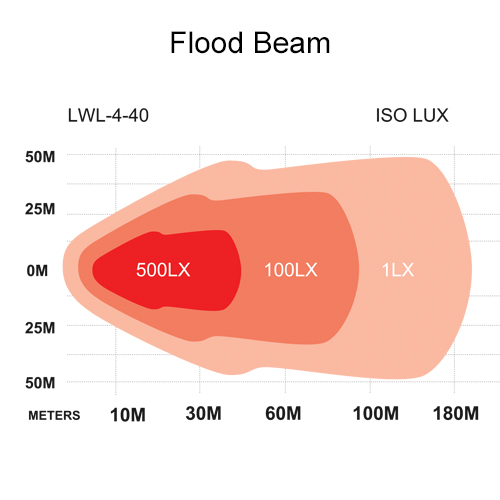 Flood Beam
LWL-4-40 ISO LUX
50M
25M
0M 500LX 100LX 1LX
25M
50M
METERS 10M 30M 60M 100M 180M